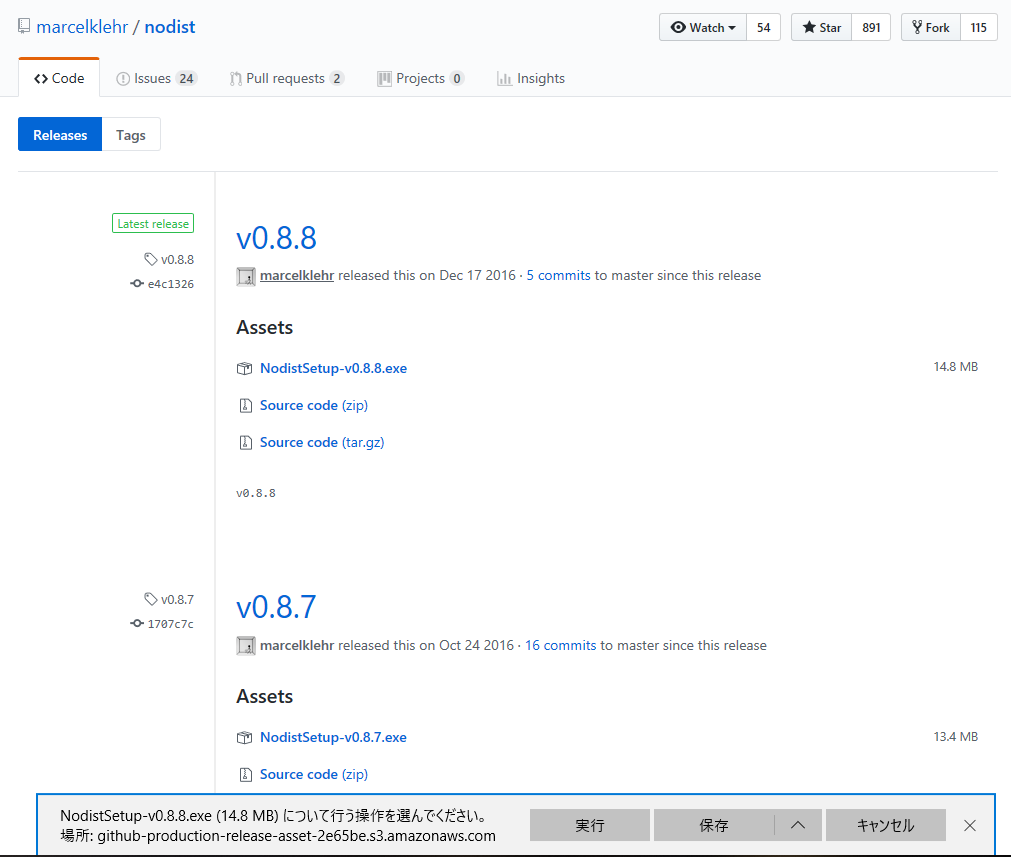 marcelklehr / nodist
Watch 54 Star 891 Fork 115
Code Issues 24 Pull requests 2 Projects 0 Insights
Releases Tags
Latest release
v0.8.8
e4c1326
v0.8.8
marcelklehr released this on Dec 17 2016 · 5 commits to master since this release
Assets
NodistSetup-v0.8.8.exe 14.8 MB
Source code (zip)
Source code (tar.gz)
v0.8.8
v0.8.7
1707c7c
v0.8.7
marcelklehr released this on Oct 24 2016 · 16 commits to master since this release
Assets
NodistSetup-v0.8.7.exe 13.4 MB
Source code (zip)
NodistSetup-v0.8.8.exe (14.8 MB) について行う操作を選んでください。
場所: github-production-release-asset-2e65be.s3.amazonaws.com
実行 保存 キャンセル